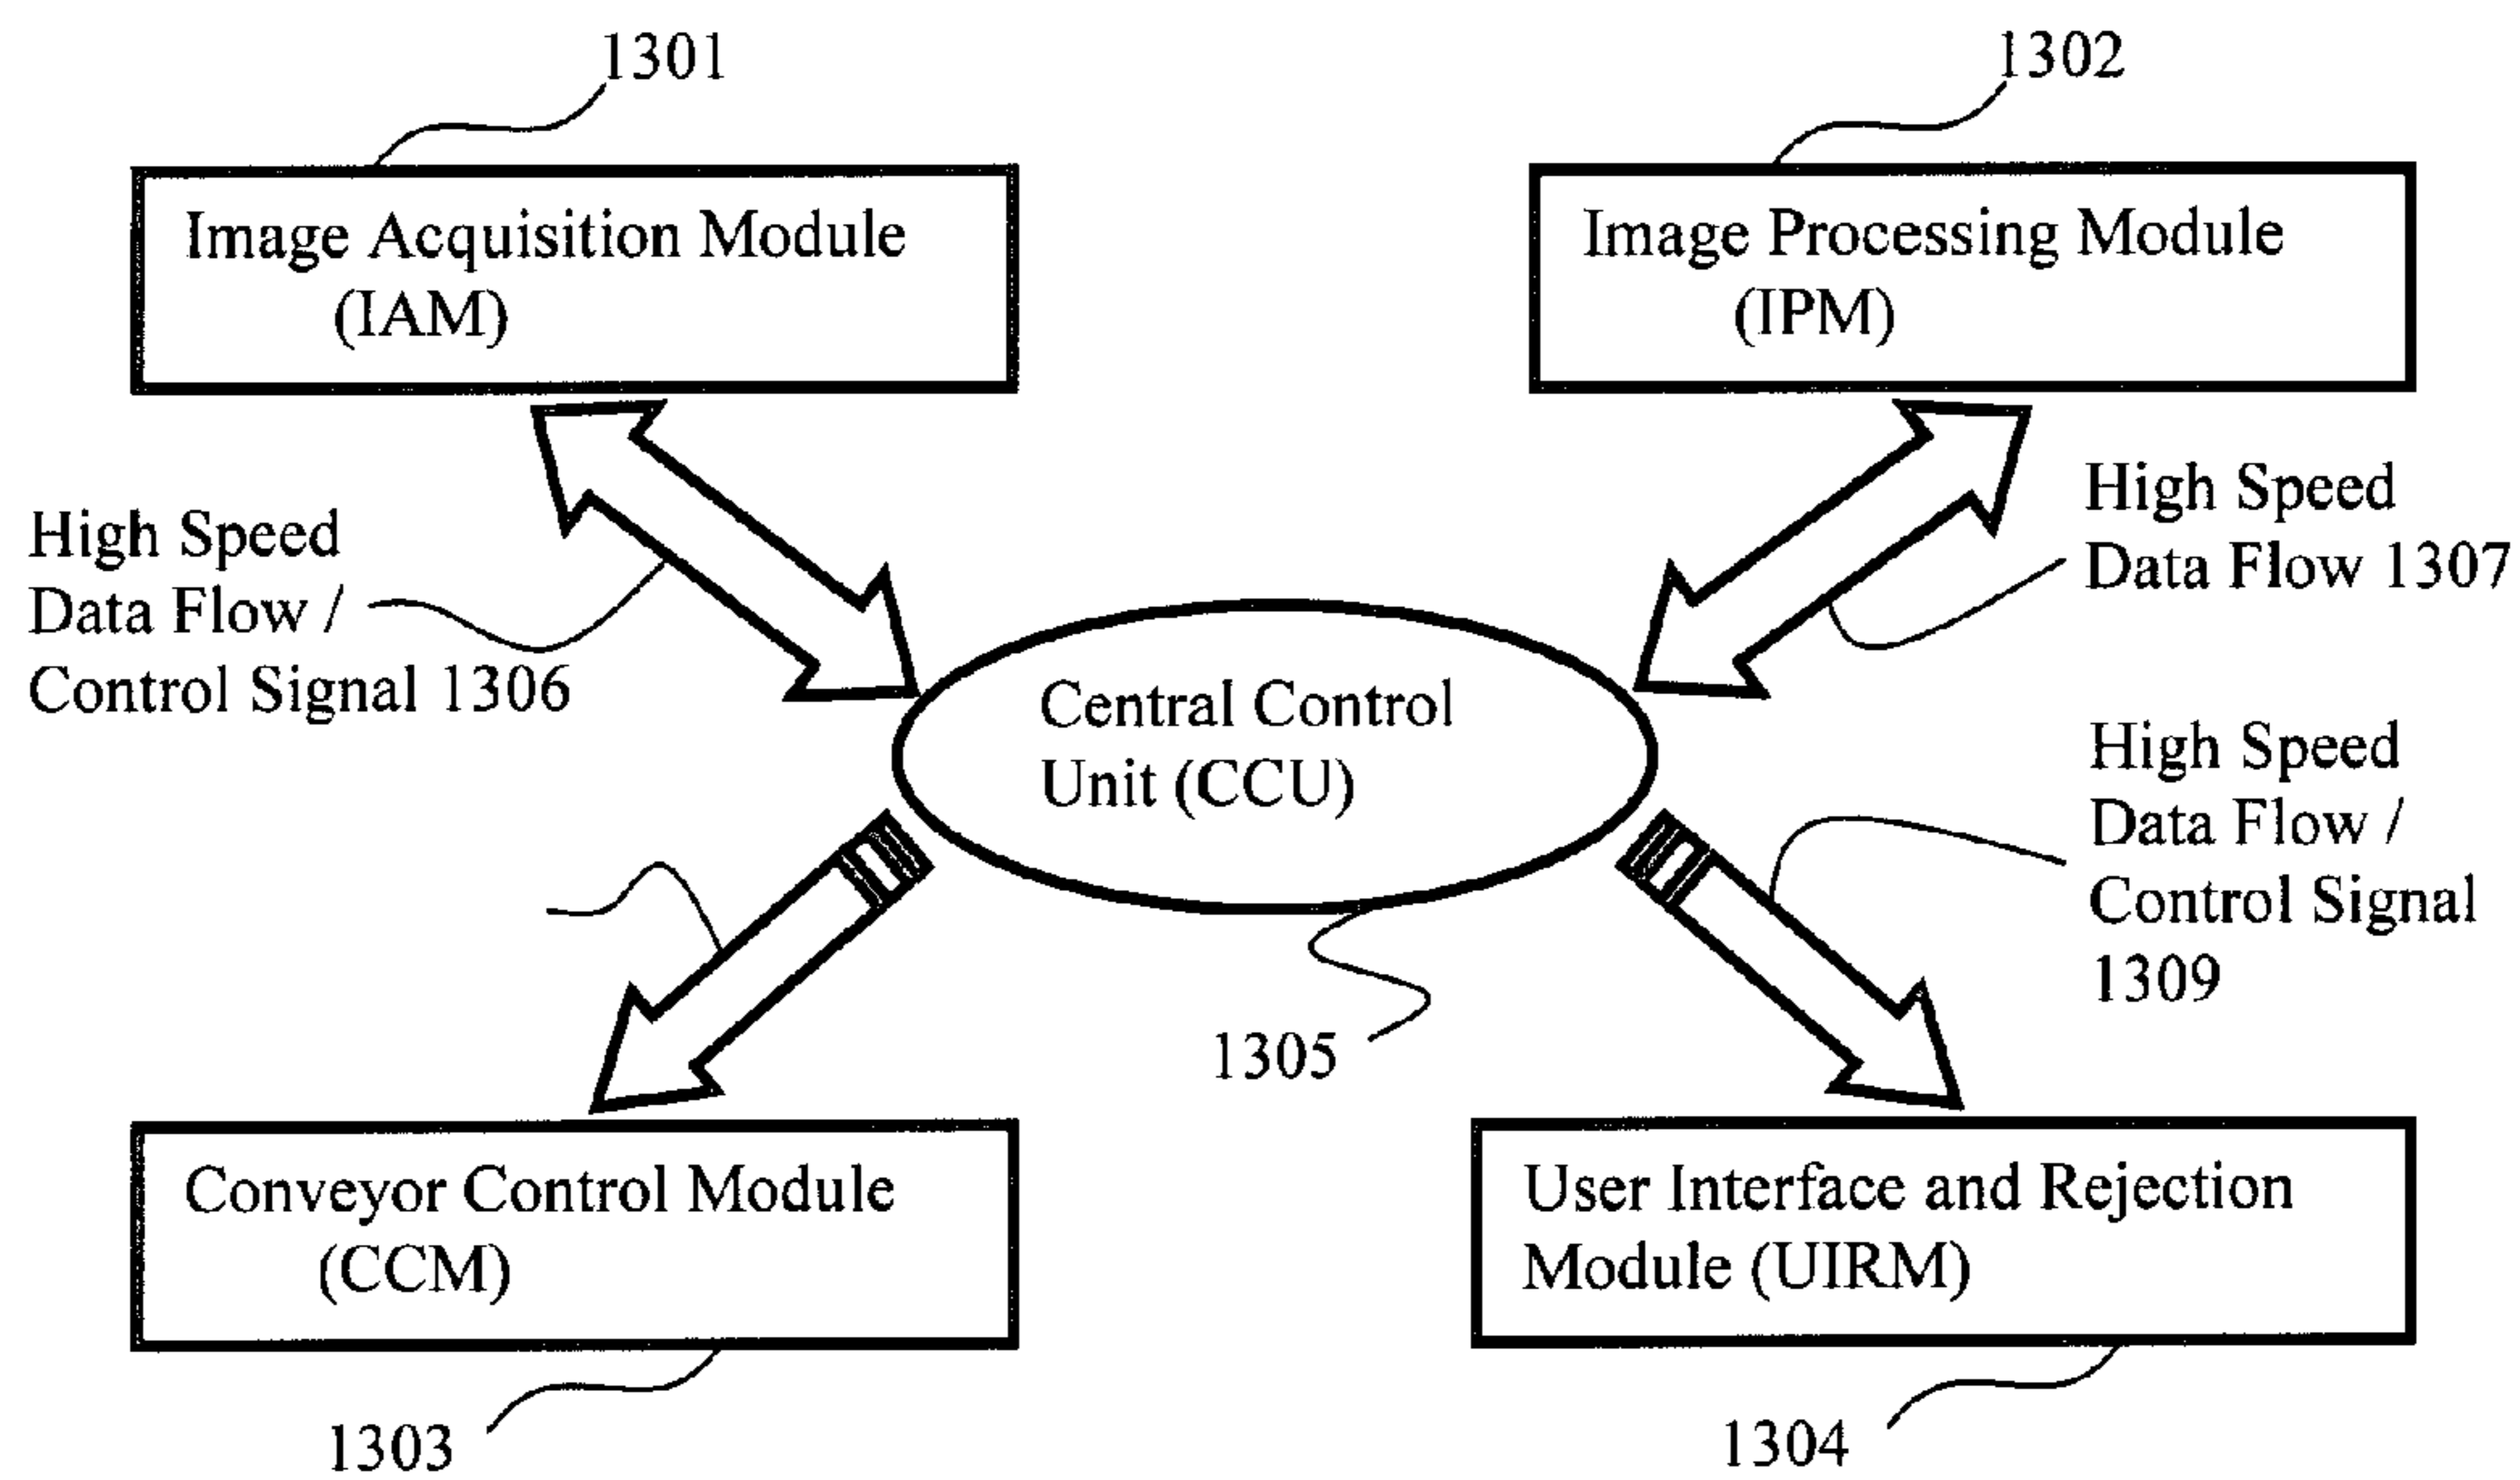 1301
1302
Image Acquisition Module
(IAM)
Image Processing Module
(IPM)
High Speed
Data Flow /
Control Signal 1306
High Speed
Data Flow 1307
Central Control
Unit (CCU)
High Speed
Data Flow /
Control Signal
1309
1305
Conveyor Control Module
(CCM)
User Interface and Rejection
Module (UIRM)
1303
1304